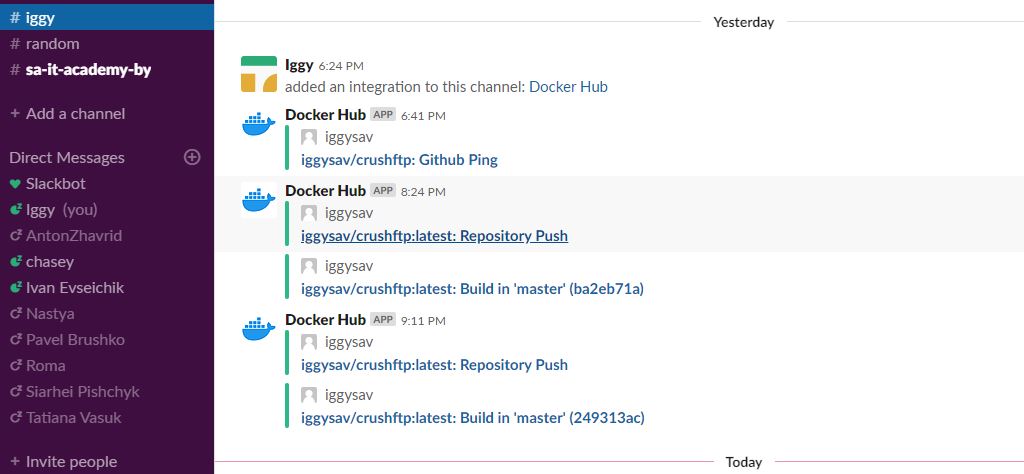 # iggy
# random
# sa-it-academy-by
+ Add a channel
Direct Messages
Slackbot
Iggy (you)
AntonZhavrid
chasey
Ivan Evseichik
Nastya
Pavel Brushko
Roma
Siarhei Pishchyk
Tatiana Vasuk
+ Invite people
Yesterday
Iggy 6:24 PM
added an integration to this channel: Docker Hub
Docker Hub APP 6:41 PM
iggysav
iggysav/crushftp: Github Ping
Docker Hub APP 8:24 PM
iggysav
iggysav/crushftp:latest: Repository Push
iggysav
iggysav/crushftp:latest: Build in 'master' (ba2eb71a)
Docker Hub APP 9:11 PM
iggysav
iggysav/crushftp:latest: Repository Push
iggysav
iggysav/crushftp:latest: Build in 'master' (249313ac)
Today